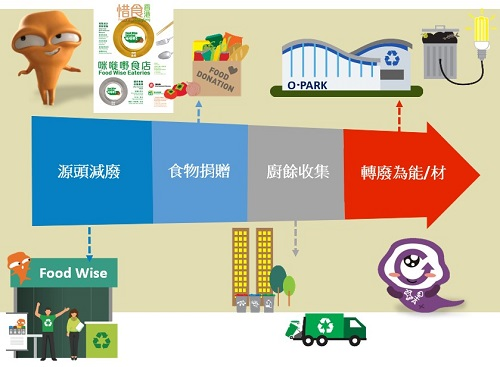 惜食
香港
咪嘥嘢食店
Food Wise Eateries
FOOD
DONATION
O·PARK
源頭減廢
食物捐贈
廚餘收集
轉廢為能/材
Food Wise